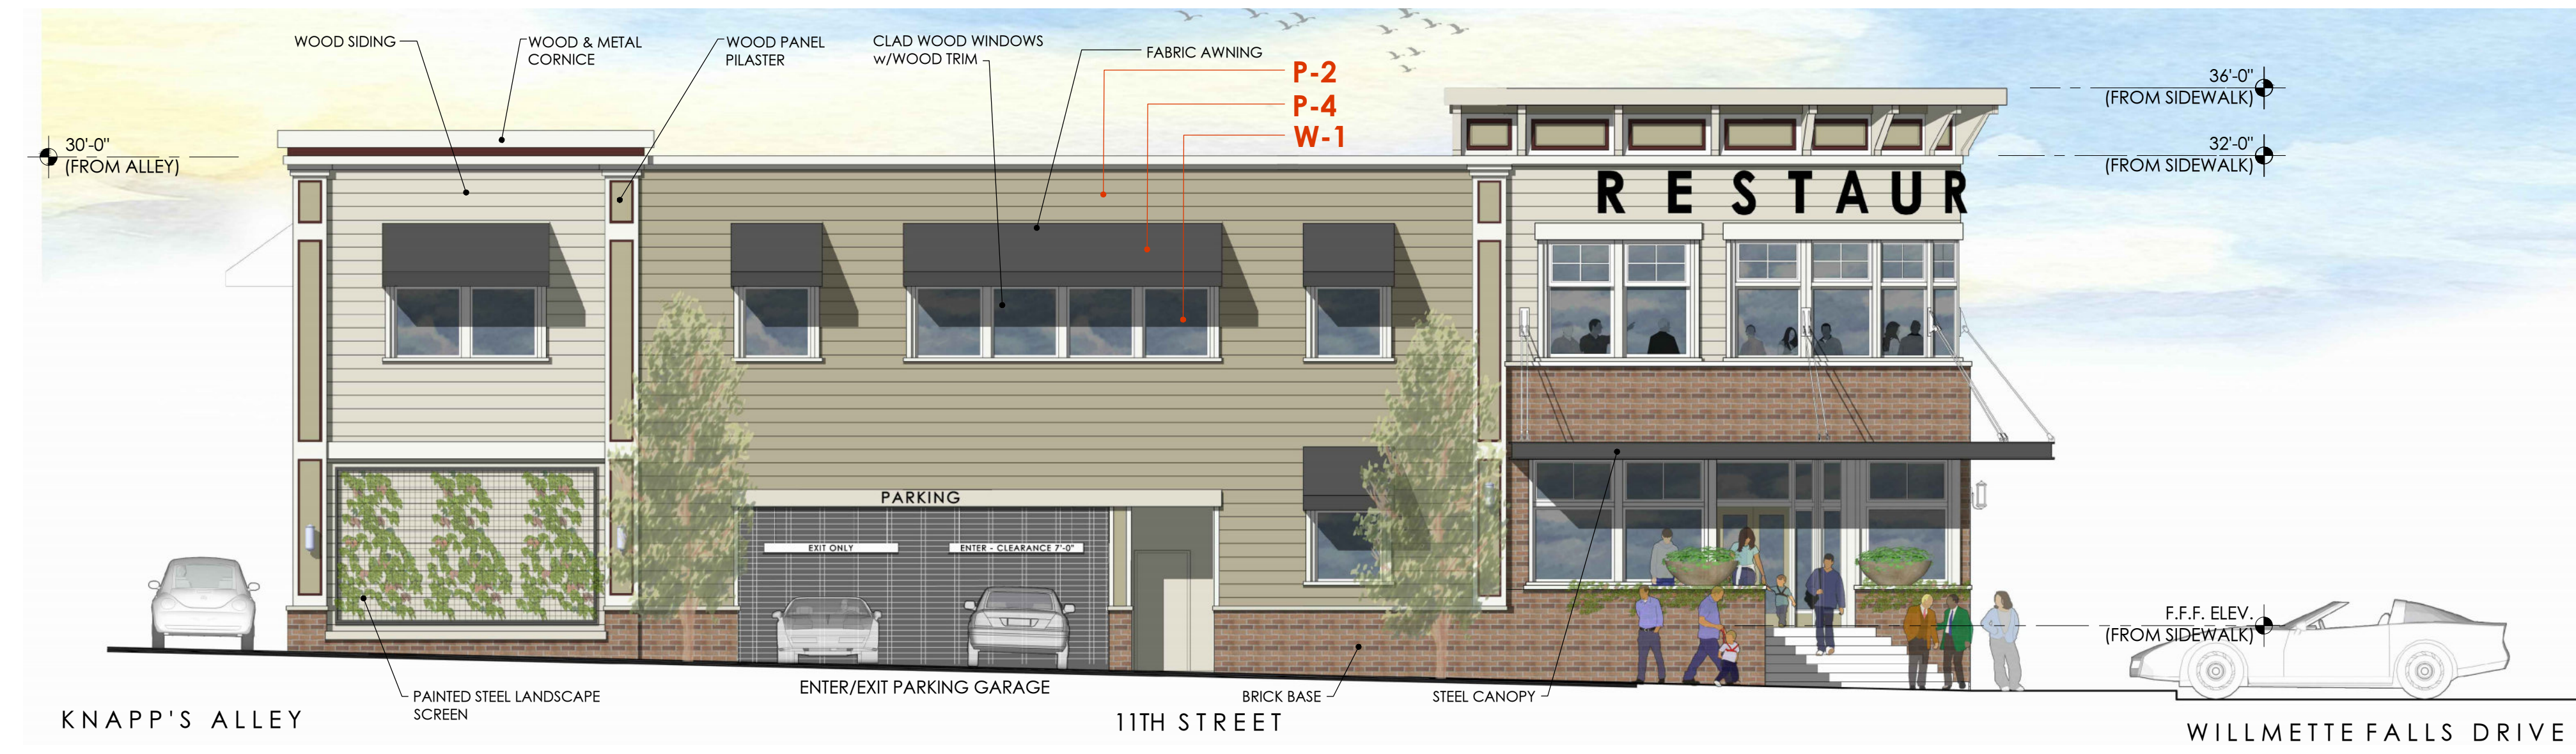 WOOD SIDING
WOOD & METAL
CORNICE
WOOD PANEL
PILASTER
CLAD WOOD WINDOWS
w/WOOD TRIM
FABRIC AWNING
P-2
P-4
W-1
36'-0"
(FROM SIDEWALK)
32'-0"
(FROM SIDEWALK)
30'-0"
(FROM ALLEY)
RESTAUR
PARKING
EXIT ONLY
ENTER - CLEARANCE 7'-0"
F.F.F. ELEV.
(FROM SIDEWALK)
PAINTED STEEL LANDSCAPE
SCREEN
ENTER/EXIT PARKING GARAGE
BRICK BASE
STEEL CANOPY
KNAPP'S ALLEY
11TH STREET
WILLMETTE FALLS DRIVE